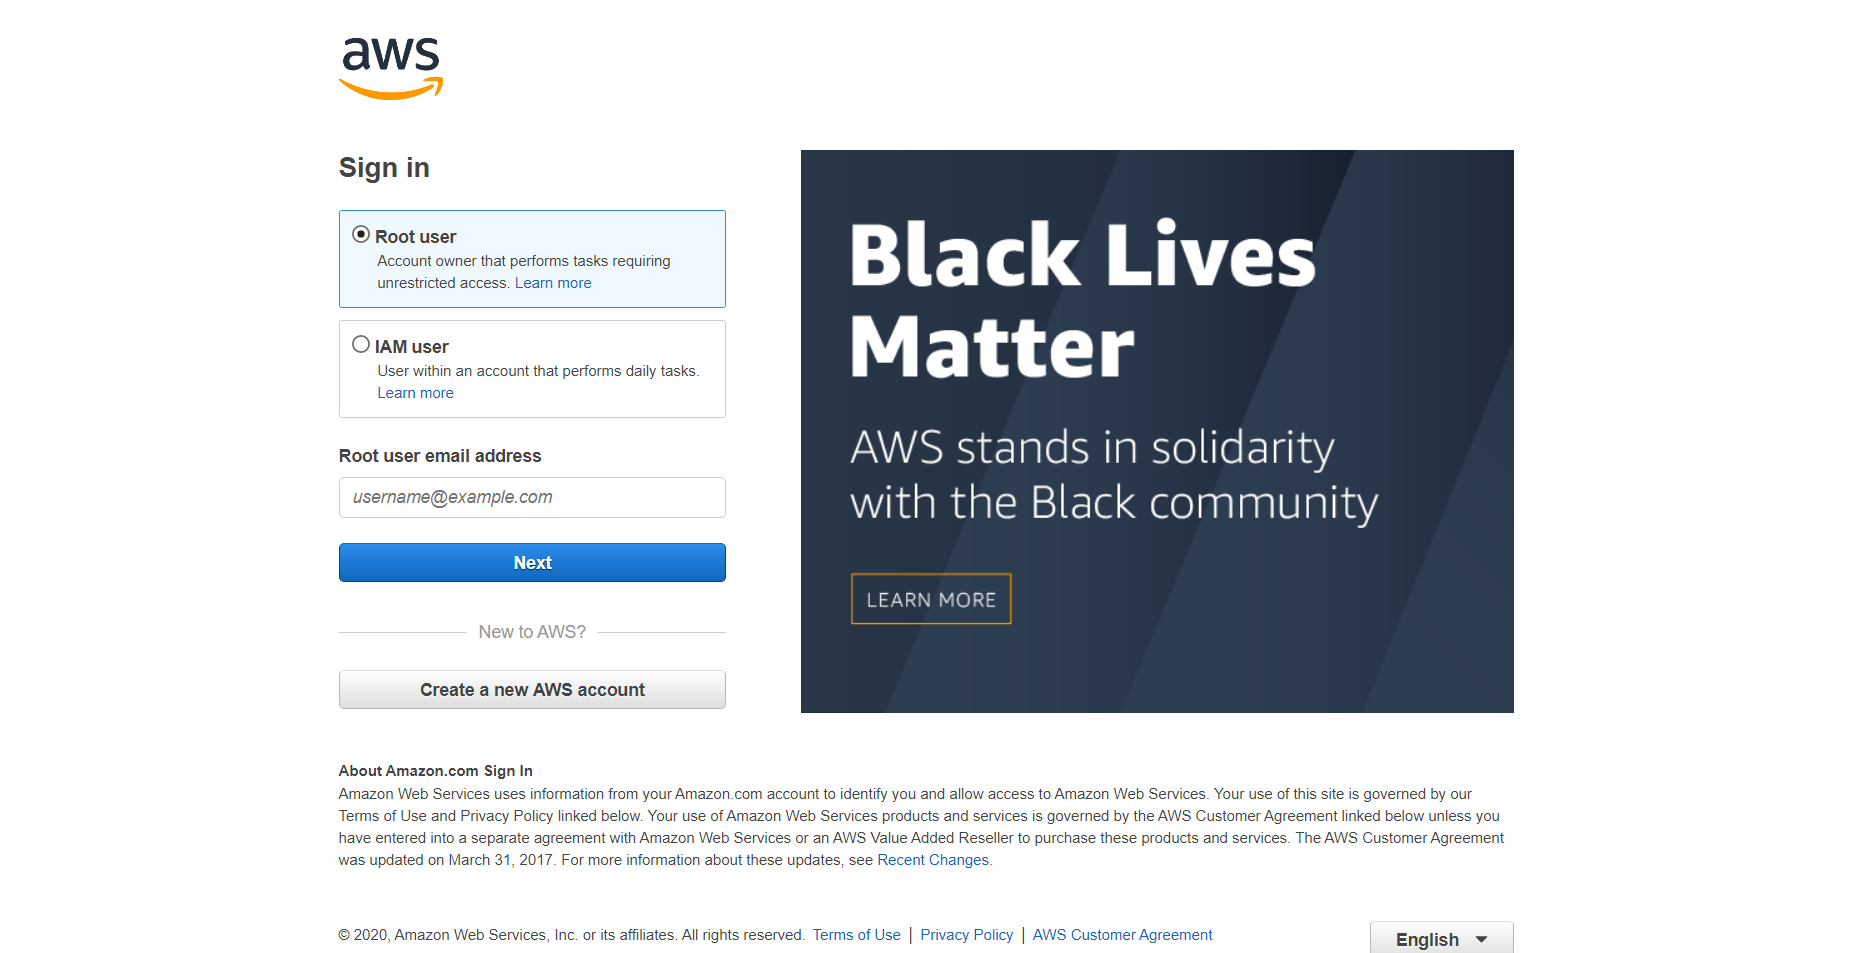 aws
Sign in
Root user
Account owner that performs tasks requiring
unrestricted access. Learn more
IAM user
User within an account that performs daily tasks.
Learn more
Root user email address
username@example.com
Next
New to AWS?
Create a new AWS account
Black Lives
Matter
AWS stands in solidarity
with the Black community
LEARN MORE
About Amazon.com Sign In
Amazon Web Services uses information from your Amazon.com account to identify you and allow access to Amazon Web Services. Your use of this site is governed by our
Terms of Use and Privacy Policy linked below. Your use of Amazon Web Services products and services is governed by the AWS Customer Agreement linked below unless you
have entered into a separate agreement with Amazon Web Services or an AWS Value Added Reseller to purchase these products and services. The AWS Customer Agreement
was updated on March 31, 2017. For more information about these updates, see Recent Changes.
© 2020, Amazon Web Services, Inc. or its affiliates. All rights reserved. Terms of Use | Privacy Policy | AWS Customer Agreement
English